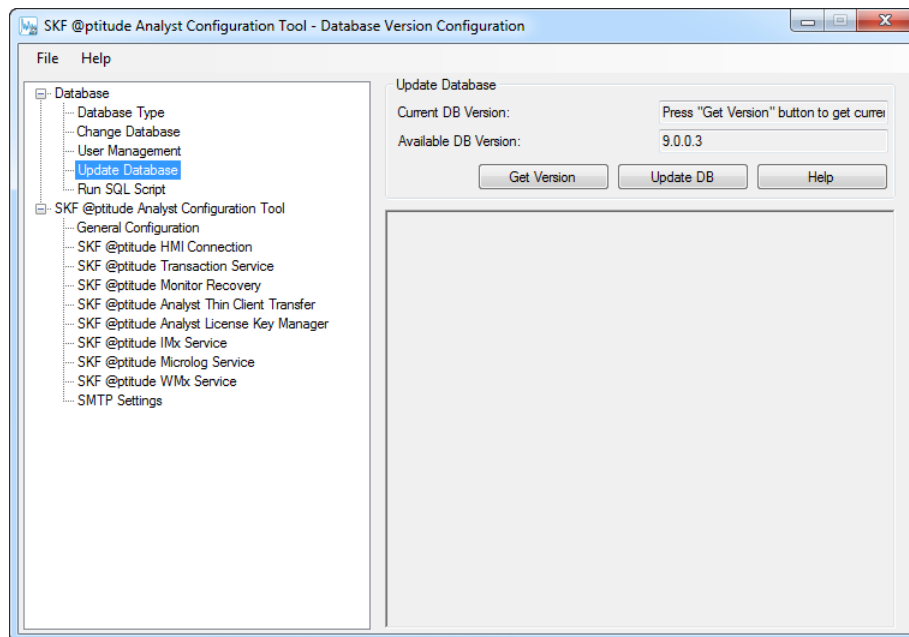 SKF @ptitude Analyst Configuration Tool - Database Version Configuration
File Help
Database
Database Type
Change Database
User Management
Update Database
Run SQL Script
SKF @ptitude Analyst Configuration Tool
General Configuration
SKF @ptitude HMI Connection
SKF @ptitude Transaction Service
SKF @ptitude Monitor Recovery
SKF @ptitude Analyst Thin Client Transfer
SKF @ptitude Analyst License Key Manager
SKF @ptitude IMx Service
SKF @ptitude Microlog Service
SKF @ptitude WMx Service
SMTP Settings
Update Database
Current DB Version: Press "Get Version" button to get curre
Available DB Version: 9.0.0.3
Get Version Update DB Help